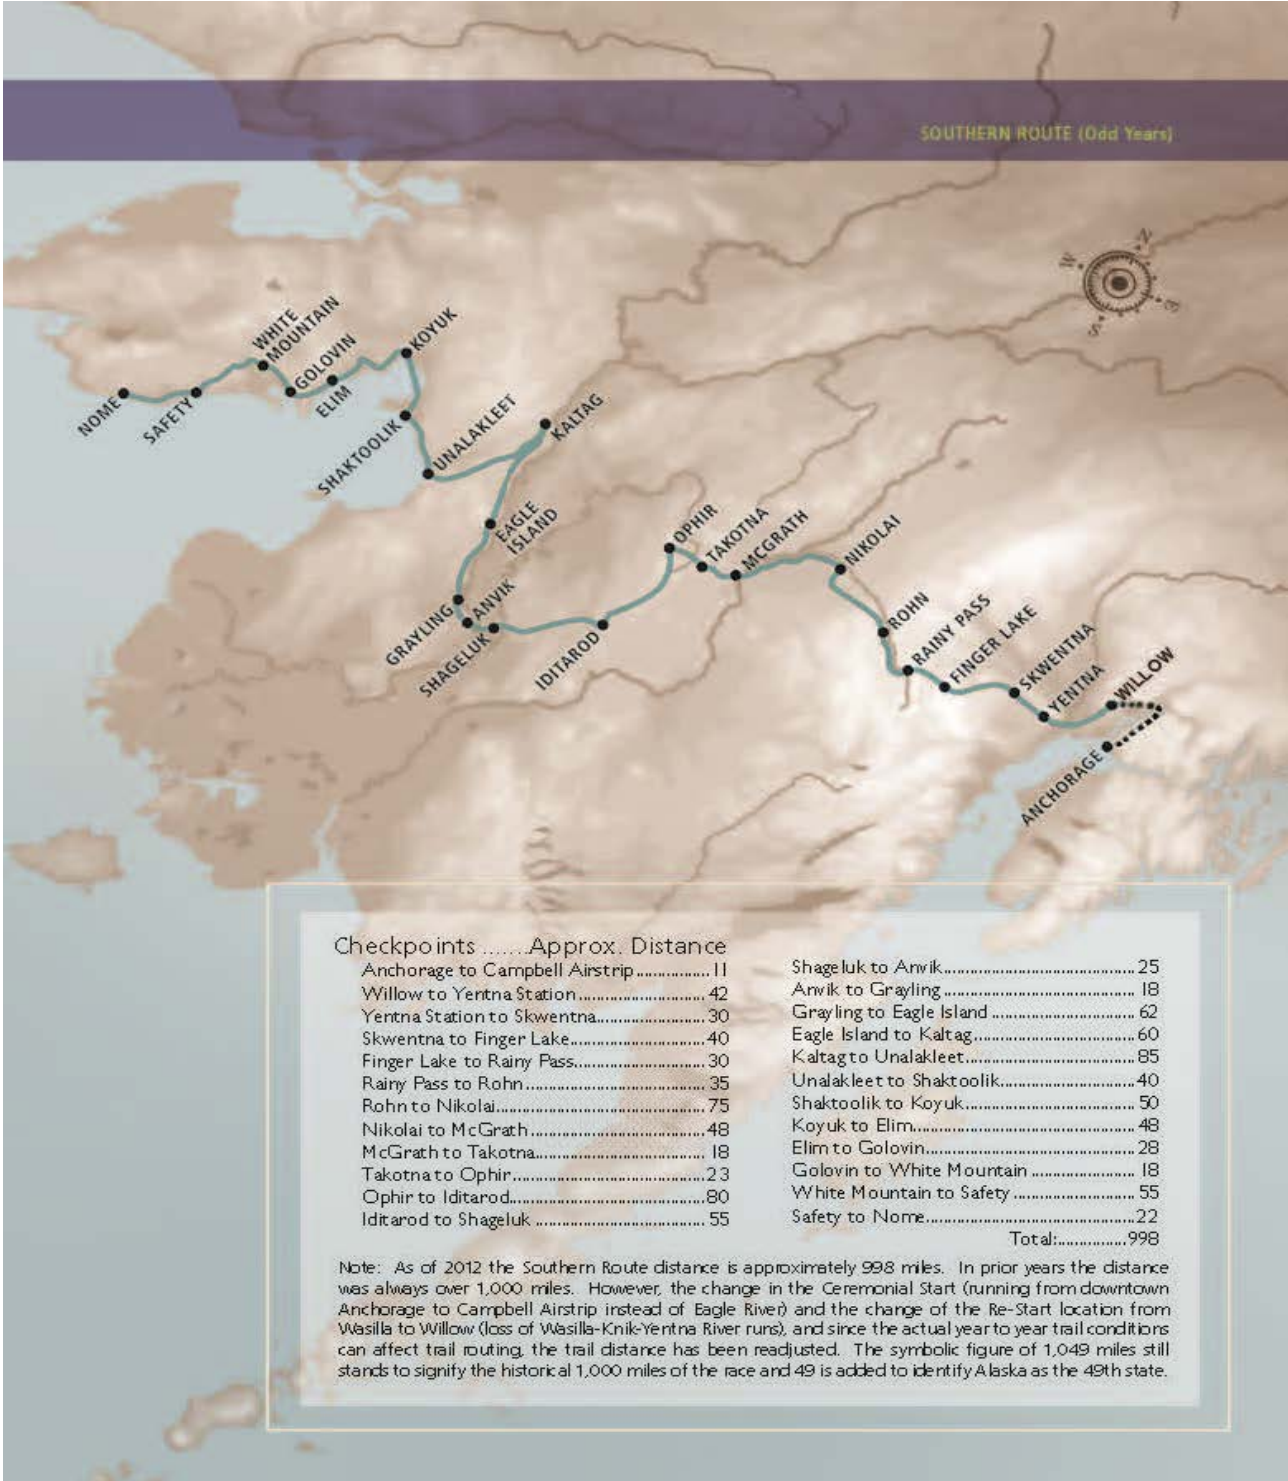 SOUTHERN ROUTE (Odd Years)
N
W
E
S
WHITE
MOUNTAIN
GOLOVIN
KOYUK
NOME
SAFETY
ELIM
SHAKTOOLIK
UNALAKLEET
KALTAG
EAGLE
ISLAND
OPHIR
TAKOTNA
MCGRATH
NIKOLAI
GRAYLING
ANVIK
SHAGELUK
IDITAROD
ROHN
RAINY PASS
FINGER LAKE
SKWENTNA
YENTNA
WILLOW
ANCHORAGE
Checkpoints .......Approx. Distance
Anchorage to Campbell Airstrip.................11
Willow to Yentna Station.............................. 42
Yentna Station to Skwentna.......................... 30
Skwentna to Finger Lake................................40
Finger Lake to Rainy Pass............................... 30
Rainy Pass to Rohn.......................................... 35
Rohn to Nikolai.................................................75
Nikolai to McGrath......................................... 48
McGrath to Takotna........................................ 18
Takotna to Ophir..............................................23
Ophir to Iditarod..............................................80
Iditarod to Shageluk ........................................ 55
Shageluk to Anvik............................................. 25
Anvik to Grayling ............................................. 18
Grayling to Eagle Island .................................. 62
Eagle Island to Kaltag...................................... 60
Kaltag to Unalakleet........................................85
Unalakleet to Shaktoolik................................40
Shaktoolik to Koyuk........................................ 50
Koyuk to Elim.................................................... 48
Elim to Golovin................................................. 28
Golovin to White Mountain ........................18
White Mountain to Safety ............................ 55
Safety to Nome.................................................22
Total:................998
Note: As of 2012 the Southern Route distance is approximately 998 miles. In prior years the distance
was always over 1,000 miles. However, the change in the Ceremonial Start (running from downtown
Anchorage to Campbell Airstrip instead of Eagle River) and the change of the Re-Start location from
Wasilla to Willow (loss of Wasilla-Knik-Yentna River runs), and since the actual year to year trail conditions
can affect trail routing, the trail distance has been readjusted. The symbolic figure of 1,049 miles still
stands to signify the historical 1,000 miles of the race and 49 is added to identify Alaska as the 49th state.